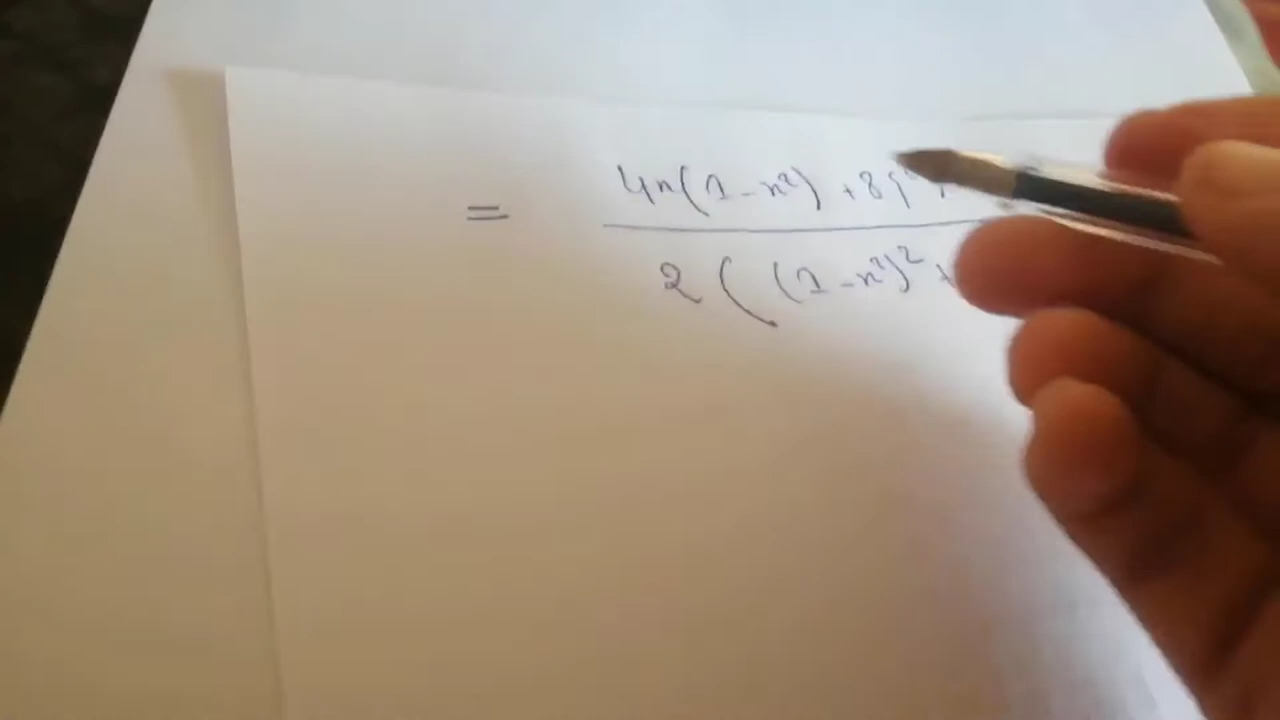 = 4n(1-n²) + 8
2 ( (1-n²)² +